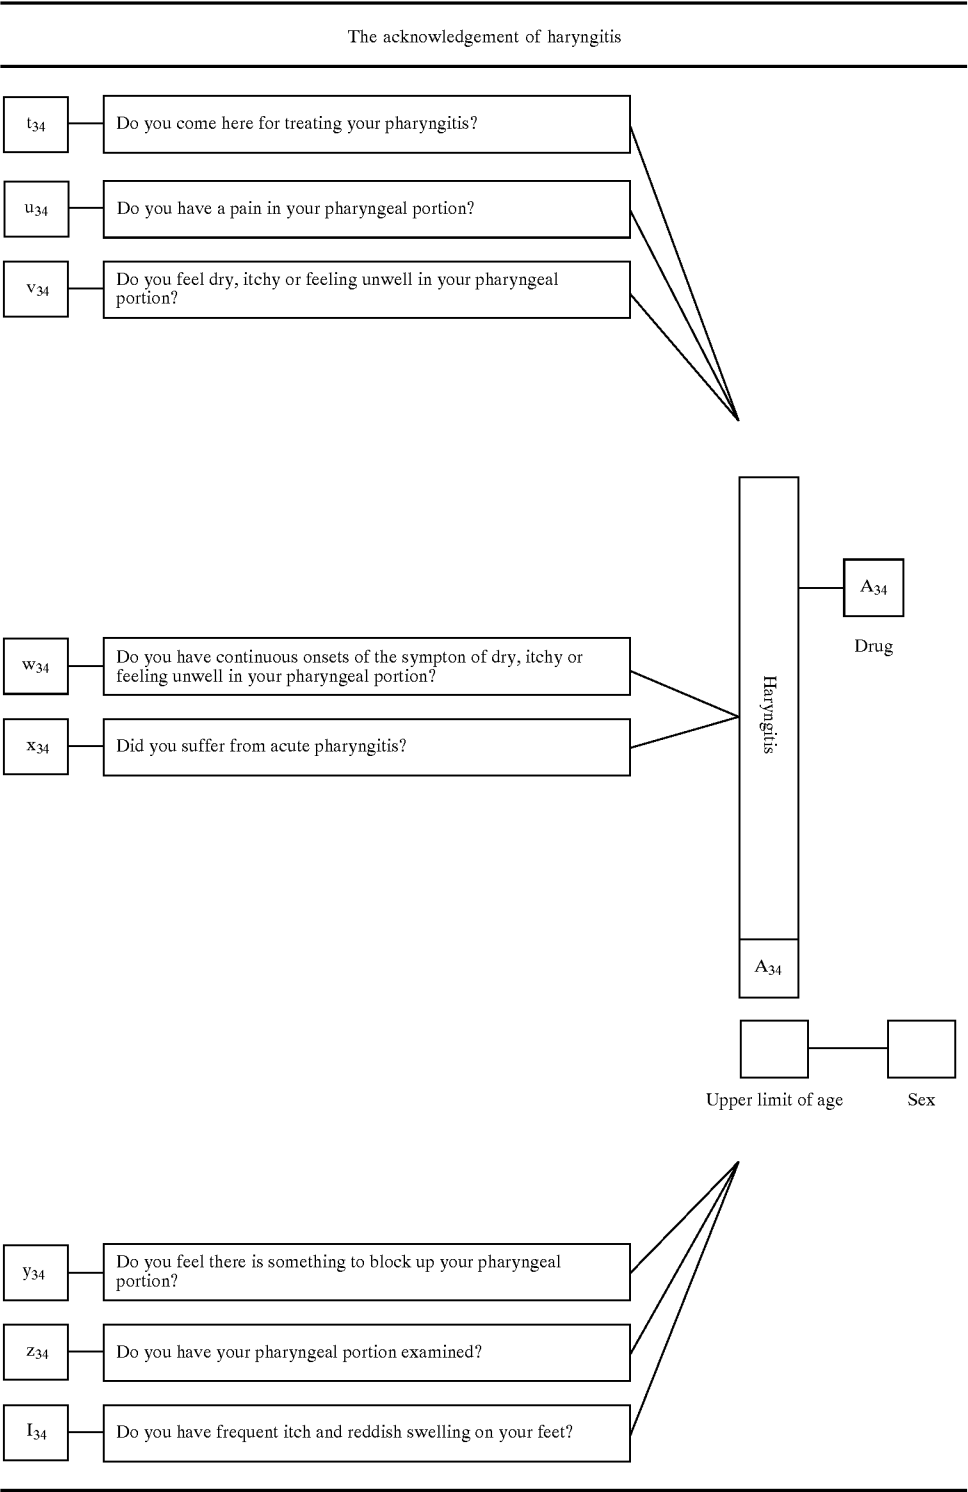 The acknowledgement of haryngitis
t34
Do you come here for treating your pharyngitis?
u34
Do you have a pain in your pharyngeal portion?
v34
Do you feel dry, itchy or feeling unwell in your pharyngeal
portion?
A34
Drug
w34
Do you have continuous onsets of the sympton of dry, itchy or
feeling unwell in your pharyngeal portion?
Haryngitis
x34
Did you suffer from acute pharyngitis?
A34
Upper limit of age
Sex
y34
Do you feel there is something to block up your pharyngeal
portion?
z34
Do you have your pharyngeal portion examined?
I34
Do you have frequent itch and reddish swelling on your feet?